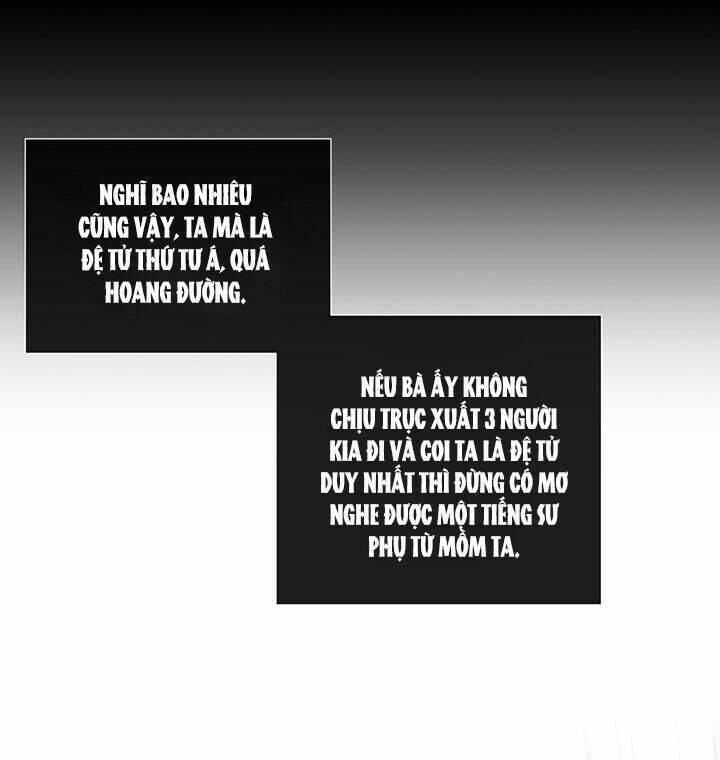 NGHĨ BAO NHIÊU
CŨNG VẬY, TA MÀ LÀ
ĐỆ TỬ THỨ TƯ Á, QUÁ
HOANG ĐƯỜNG.
NẾU BÀ ẤY KHÔNG
CHỊU TRỤC XUẤT 3 NGƯỜI
KIA ĐI VÀ COI TA LÀ ĐỆ TỬ
DUY NHẤT THÌ ĐỪNG CÓ MƠ
NGHE ĐƯỢC MỘT TIẾNG SƯ
PHỤ TỪ MỒM TA.